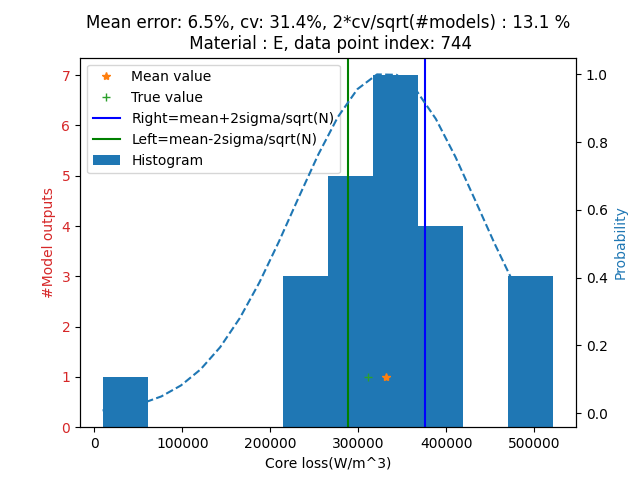 Mean error: 6.5%, cv: 31.4%, 2*cv/sqrt(#models) : 13.1 %
Material : E, data point index: 744
Mean value
True value
Right=mean+2sigma/sqrt(N)
Left=mean-2sigma/sqrt(N)
Histogram
7
6
5
4
3
2
1
0
#Model outputs
1.0
0.8
0.6
0.4
0.2
0.0
Probability
0 100000 200000 300000 400000 500000
Core loss(W/m^3)